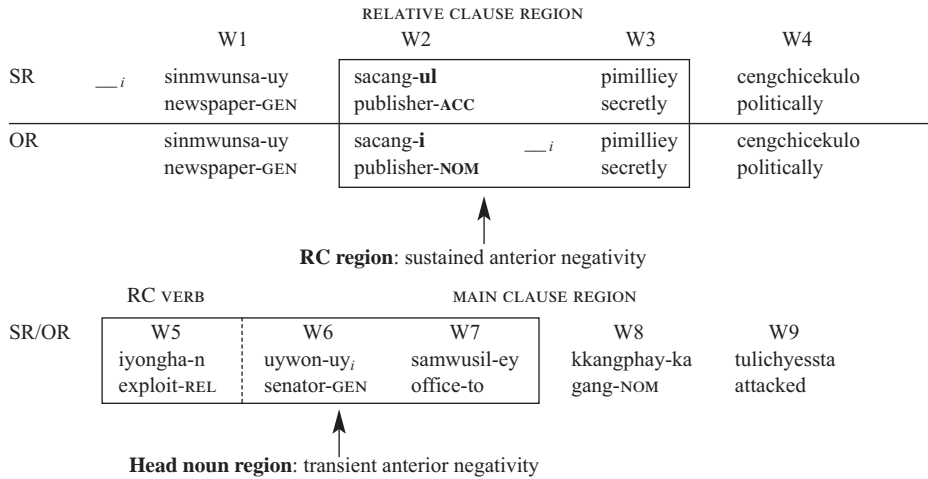 RELATIVE CLAUSE REGION
W1 W2 W3 W4
SR __i sinmwunsa-uy sacang-ul pimilliey cengchicekulo
newspaper-GEN publisher-ACC secretly politically
OR sinmwunsa-uy sacang-i __i pimilliey cengchicekulo
newspaper-GEN publisher-NOM secretly politically
RC region: sustained anterior negativity
RC VERB MAIN CLAUSE REGION
SR/OR W5 W6 W7 W8 W9
iyongha-n uywon-uyi samwusil-ey kkangphay-ka tulichyessta
exploit-REL senator-GEN office-to gang-NOM attacked
Head noun region: transient anterior negativity